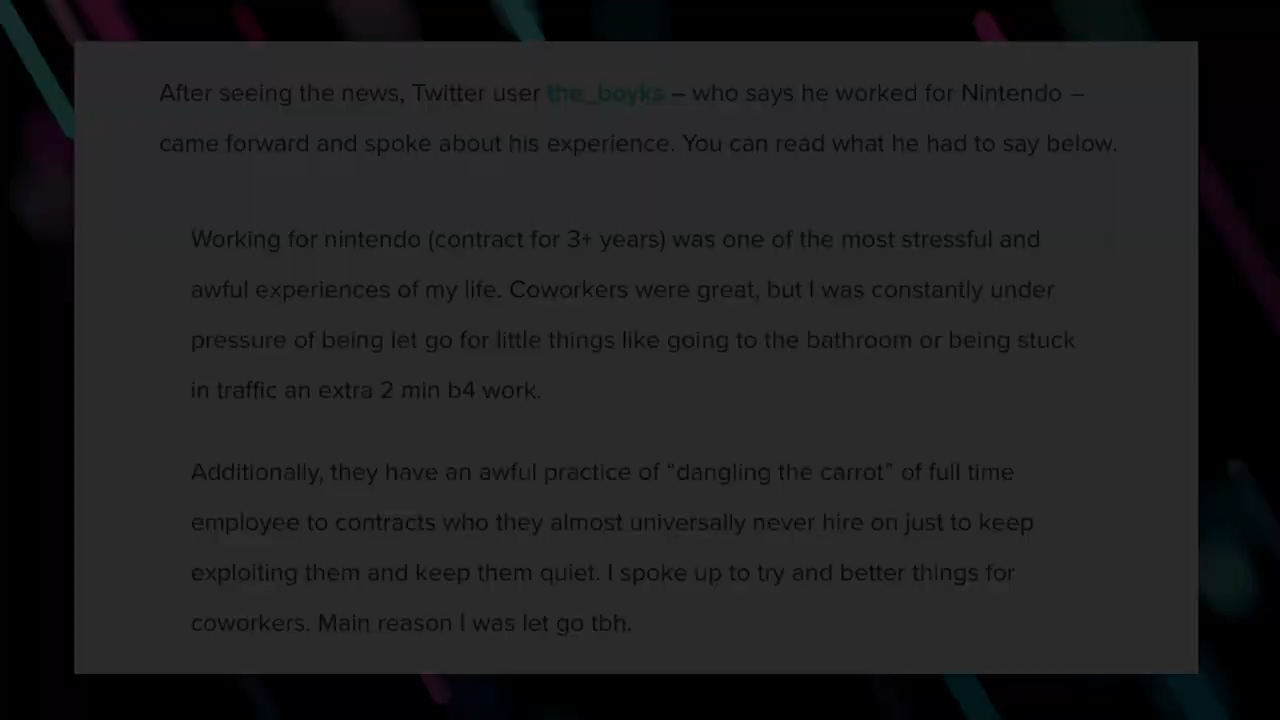 After seeing the news, Twitter user the_boyks – who says he worked for Nintendo –
came forward and spoke about his experience. You can read what he had to say below.
Working for nintendo (contract for 3+ years) was one of the most stressful and
awful experiences of my life. Coworkers were great, but I was constantly under
pressure of being let go for little things like going to the bathroom or being stuck
in traffic an extra 2 min b4 work.
Additionally, they have an awful practice of “dangling the carrot” of full time
employee to contracts who they almost universally never hire on just to keep
exploiting them and keep them quiet. I spoke up to try and better things for
coworkers. Main reason I was let go tbh.